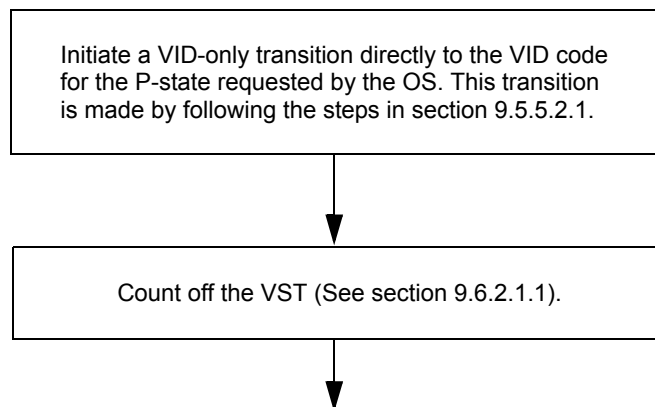 Initiate a VID-only transition directly to the VID code
for the P-state requested by the OS. This transition
is made by following the steps in section 9.5.5.2.1.
Count off the VST (See section 9.6.2.1.1).